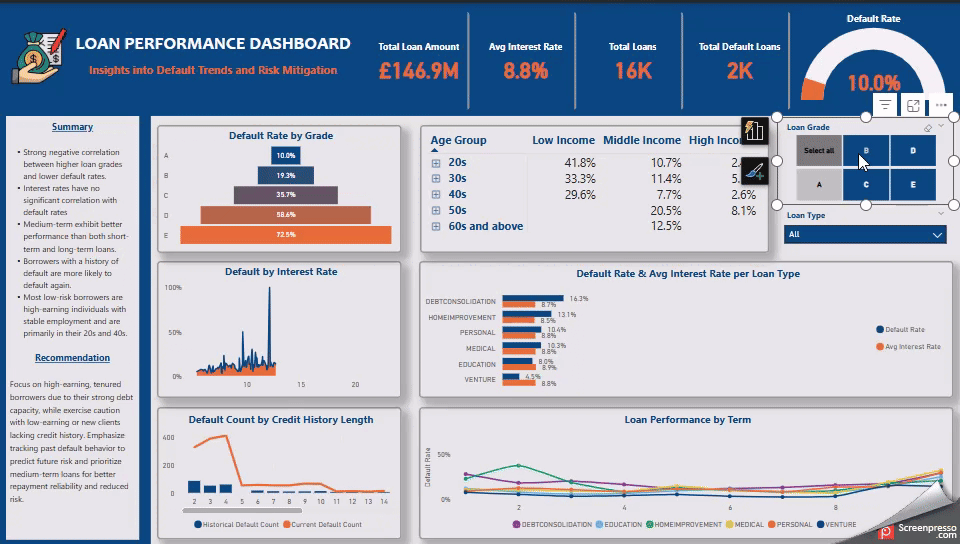 LOAN PERFORMANCE DASHBOARD
Insights into Default Trends and Risk Mitigation
Total Loan Amount
£146.9M
Avg Interest Rate
8.8%
Total Loans
16K
Total Default Loans
2K
Default Rate
10.0%
Summary
• Strong negative correlation
between higher loan grades
and lower default rates.
• Interest rates have no
significant correlation with
default rates
• Medium-term exhibit better
performance than both short-
term and long-term loans.
• Borrowers with a history of
default are more likely to
default again.
• Most low-risk borrowers are
high-earning individuals with
stable employment and are
primarily in their 20s and 40s.
Recommendation
Focus on high-earning, tenured
borrowers due to their strong debt
capacity, while exercise caution
with low-earning or new clients
lacking credit history. Emphasize
tracking past default behavior to
predict future risk and prioritize
medium-term loans for better
repayment reliability and reduced
risk.
Default Rate by Grade
A 10.0%
B 19.3%
C 35.7%
D 58.6%
E 72.5%
Age Group Low Income Middle Income High
20s 41.8% 10.7%
30s 33.3% 11.4%
40s 29.6% 7.7% 2.6%
50s 20.5% 8.1%
60s and above 12.5%
Loan Grade
Select all B D
A C E
Loan Type
All
Default by Interest Rate
100%
50%
0%
10 15 20
Default Rate & Avg Interest Rate per Loan Type
DEBTCONSOLIDATION 16.3%
8.7%
HOMEIMPROVEMENT 13.1%
8.5%
PERSONAL 10.4%
8.8%
MEDICAL 10.3%
8.8%
EDUCATION 8.0%
8.9%
VENTURE 4.5%
8.8%
Default Rate
Avg Interest Rate
Default Count by Credit History Length
400
200
0
2 3 4 5 6 7 8 9 10 11 12 13 14
Historical Default Count Current Default Count
Loan Performance by Term
Default Rate
50%
0%
2 4 6 8
DEBTCONSOLIDATION EDUCATION HOMEIMPROVEMENT MEDICAL PERSONAL VENTURE
Screenpresso
.com